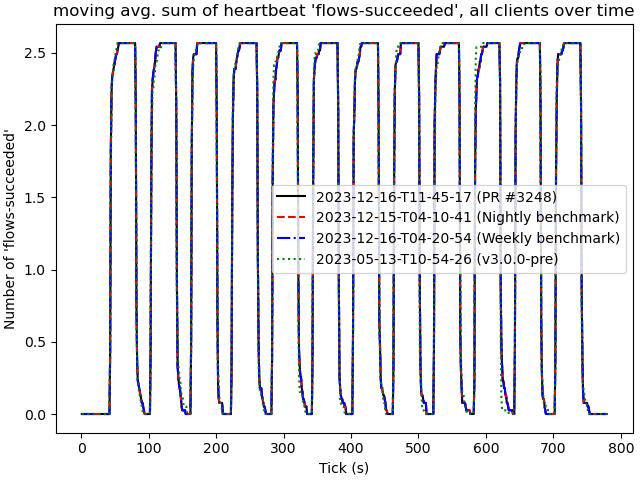 moving avg. sum of heartbeat 'flows-succeeded', all clients over time
Number of 'flows-succeeded'
2.5
2.0
1.5
1.0
0.5
0.0
2023-12-16-T11-45-17 (PR #3248)
2023-12-15-T04-10-41 (Nightly benchmark)
2023-12-16-T04-20-54 (Weekly benchmark)
2023-05-13-T10-54-26 (v3.0.0-pre)
0 100 200 300 400 500 600 700 800
Tick (s)